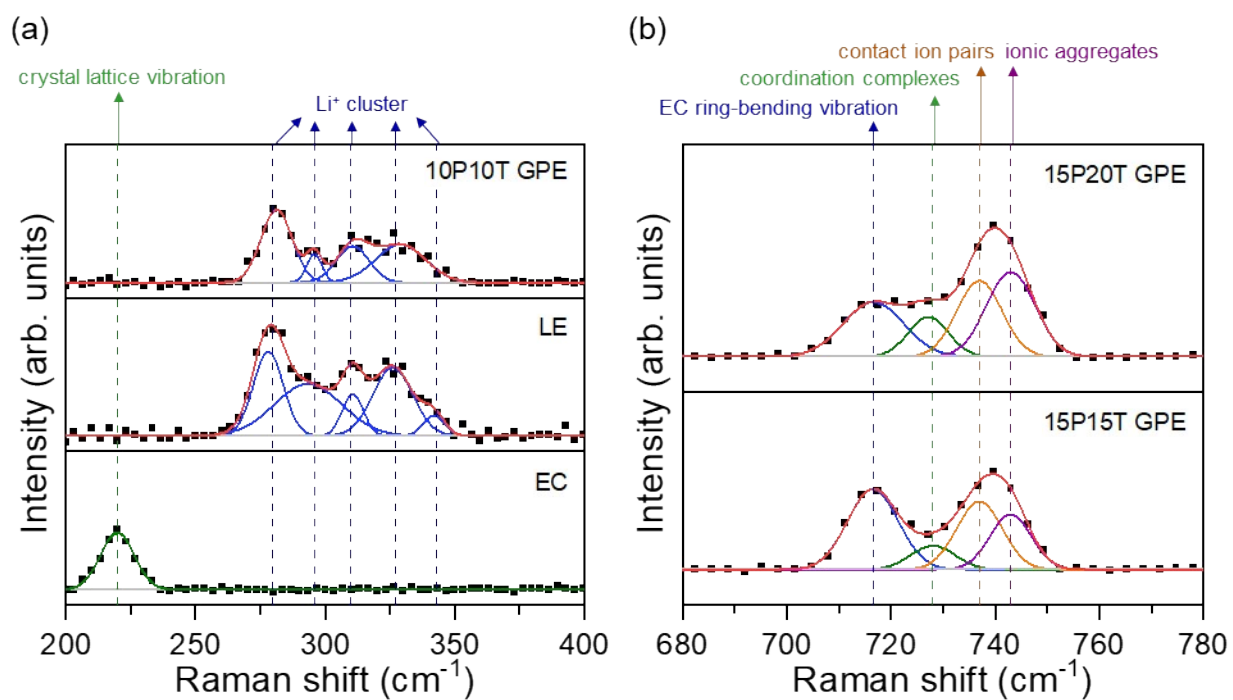 (a)
crystal lattice vibration
Li⁺ cluster
10P10T GPE
LE
EC
Intensity (arb. units)
200 250 300 350 400
Raman shift (cm⁻¹)
(b)
contact ion pairs ionic aggregates
coordination complexes
EC ring-bending vibration
15P20T GPE
15P15T GPE
Intensity (arb. units)
680 700 720 740 760 780
Raman shift (cm⁻¹)